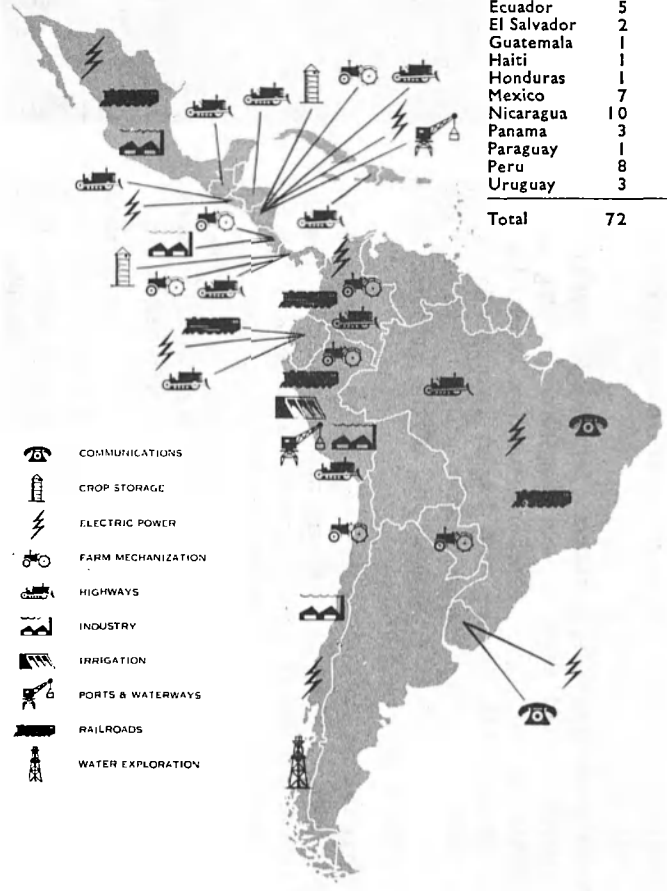 Ecuador 5
El Salvador 2
Guatemala 1
Haiti 1
Honduras 1
Mexico 7
Nicaragua 10
Panama 3
Paraguay 1
Peru 8
Uruguay 3
Total 72
COMMUNICATIONS
CROP STORAGE
ELECTRIC POWER
FARM MECHANIZATION
HIGHWAYS
INDUSTRY
IRRIGATION
PORTS & WATERWAYS
RAILROADS
WATER EXPLORATION